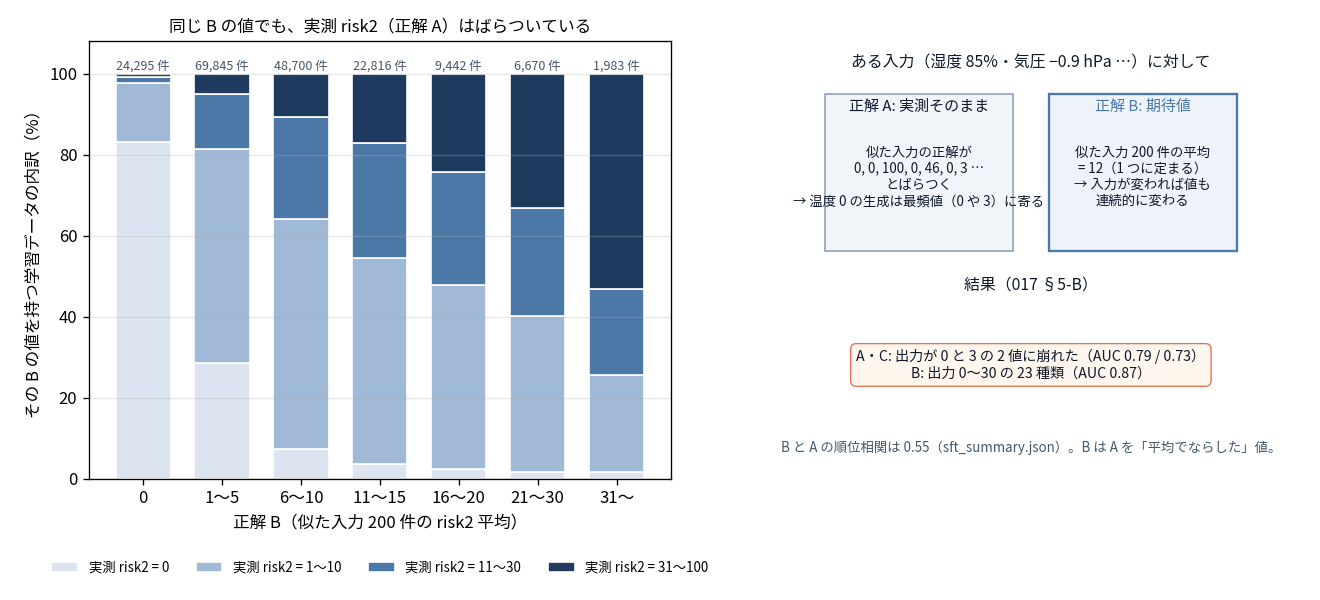 同じ B の値でも、実測 risk2（正解 A）はばらついている
24,295 件
69,845 件
48,700 件
22,816 件
9,442 件
6,670 件
1,983 件
その B の値を持つ学習データの内訳（%）
100
80
60
40
20
0
0
1〜5
6〜10
11〜15
16〜20
21〜30
31〜
正解 B（似た入力 200 件の risk2 平均）
実測 risk2 = 0
実測 risk2 = 1〜10
実測 risk2 = 11〜30
実測 risk2 = 31〜100
ある入力（湿度 85%・気圧 −0.9 hPa …）に対して
正解 A: 実測そのまま
似た入力の正解が
0, 0, 100, 0, 46, 0, 3 …
とばらつく
→ 温度 0 の生成は最頻値（0 や 3）に寄る
正解 B: 期待値
似た入力 200 件の平均
= 12（1 つに定まる）
→ 入力が変われば値も
連続的に変わる
結果（017 §5-B）
A・C: 出力が 0 と 3 の 2 値に崩れた（AUC 0.79 / 0.73）
B: 出力 0〜30 の 23 種類（AUC 0.87）
B と A の順位相関は 0.55（sft_summary.json）。B は A を「平均でならした」値。